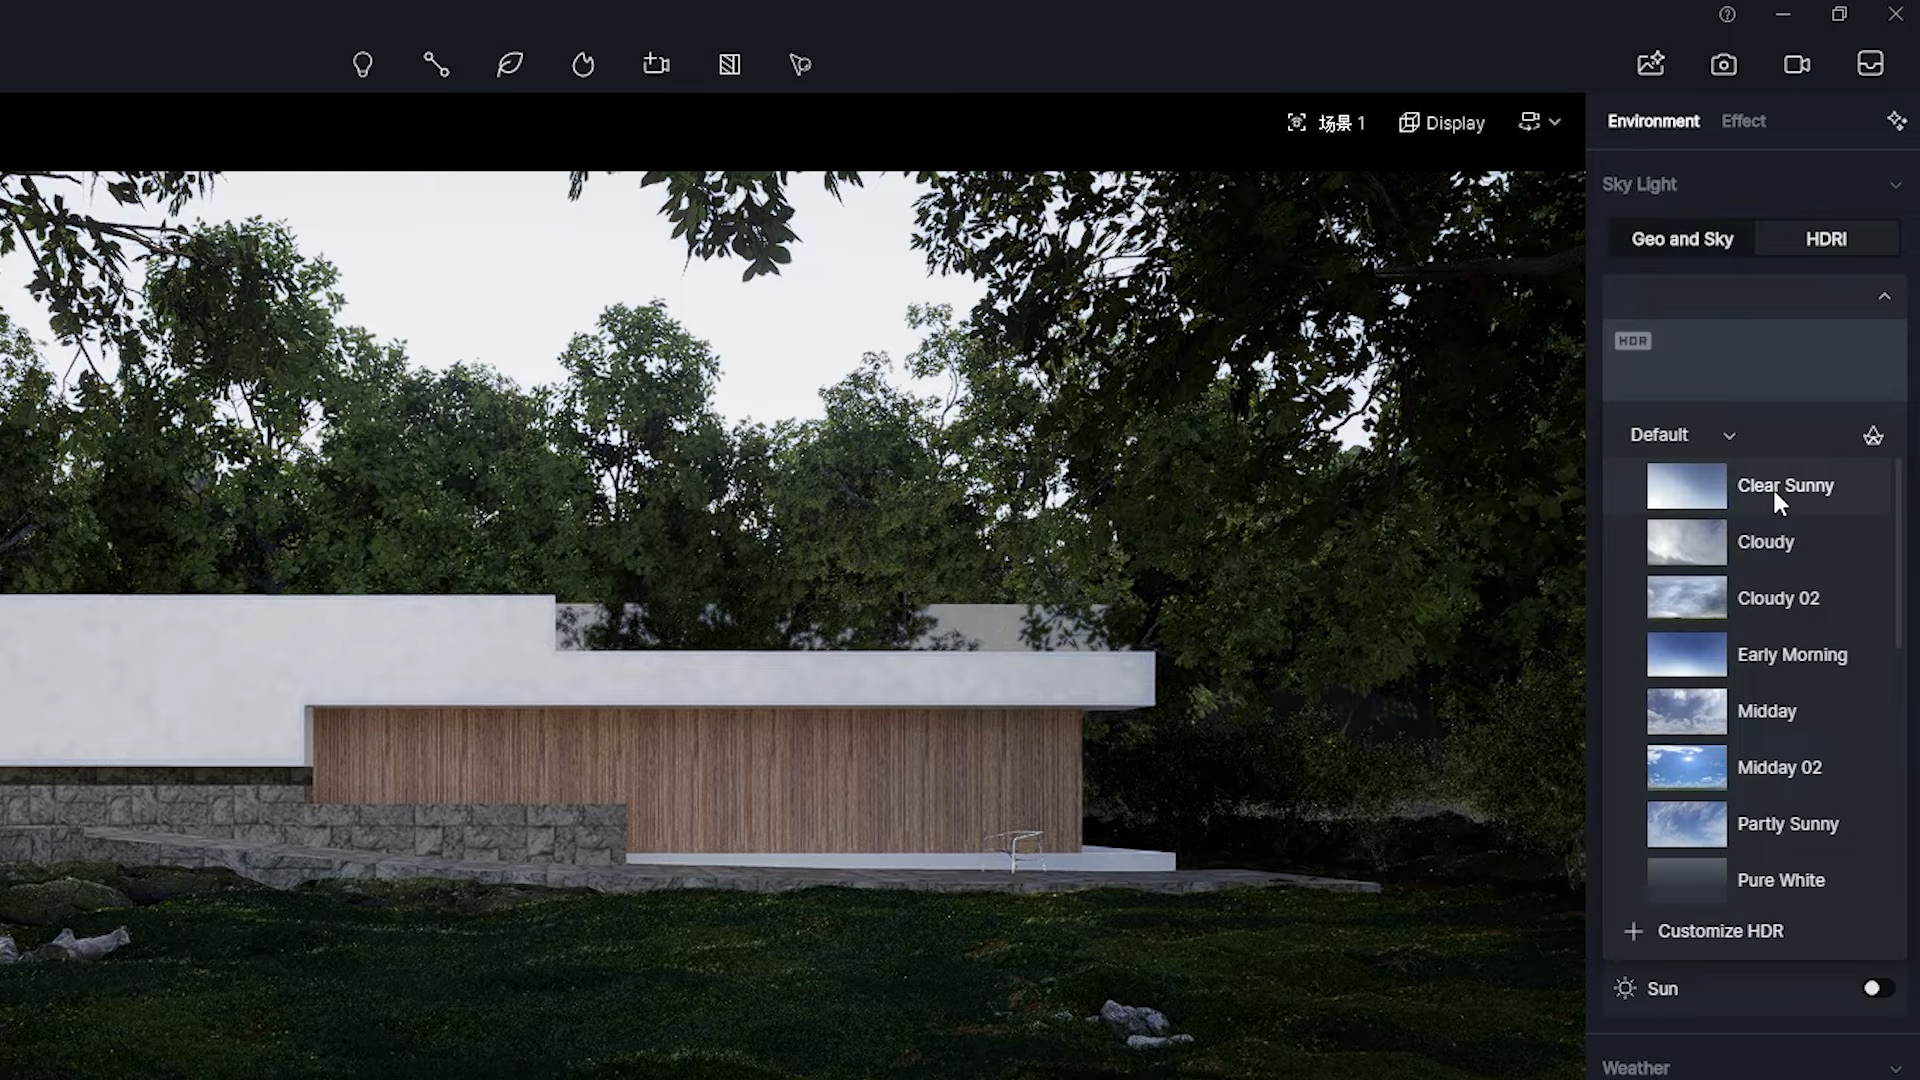 场景 1
Display
Environment
Effect
Sky Light
Geo and Sky
HDRI
HDR
Default
Clear Sunny
Cloudy
Cloudy 02
Early Morning
Midday
Midday 02
Partly Sunny
Pure White
Customize HDR
Sun
Weather